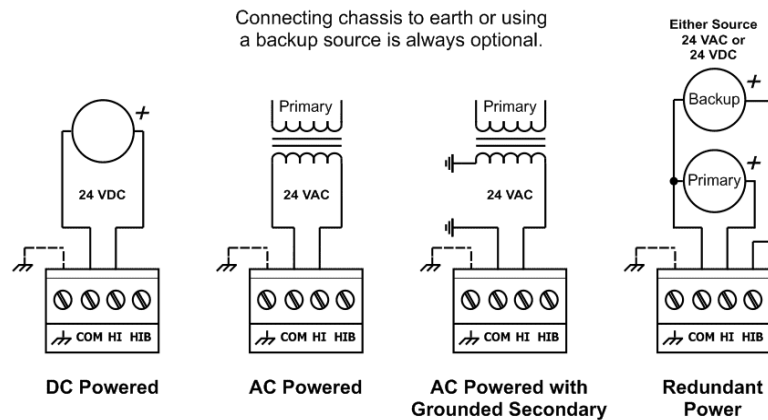 Connecting chassis to earth or using
a backup source is always optional.
Either Source
24 VAC or
24 VDC
+
24 VDC
COM HI HIB
DC Powered
Primary
24 VAC
COM HI HIB
AC Powered
Primary
24 VAC
COM HI HIB
AC Powered with
Grounded Secondary
+
Backup
+
Primary
COM HI HIB
Redundant
Power